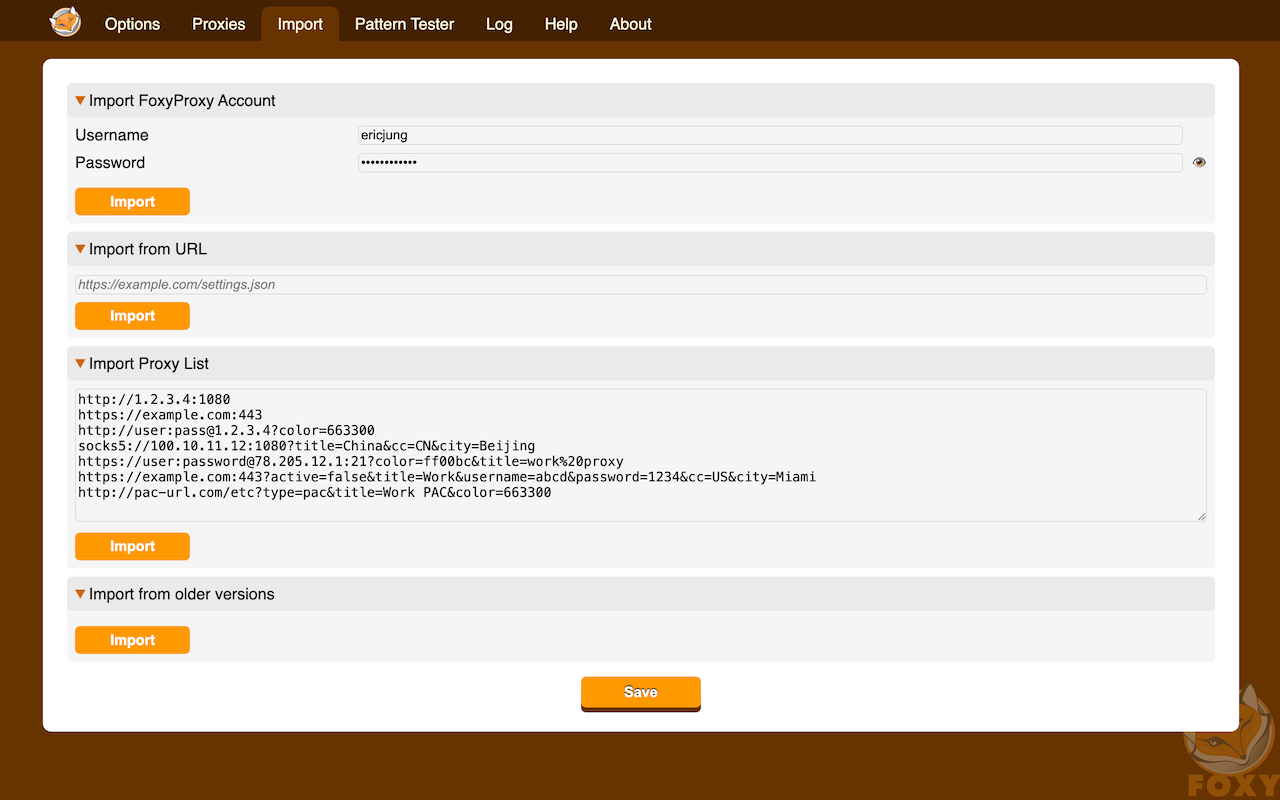 Options Proxies Import Pattern Tester Log Help About
Import FoxyProxy Account
Username ericjung
Password ••••••••••••
Import
Import from URL
https://example.com/settings.json
Import
Import Proxy List
http://1.2.3.4:1080
https://example.com:443
http://user:pass@1.2.3.4?color=663300
socks5://100.10.11.12:1080?title=China&cc=CN&city=Beijing
https://user:password@78.205.12.1:21?color=ff00bc&title=work%20proxy
https://example.com:443?active=false&title=Work&username=abcd&password=1234&cc=US&city=Miami
http://pac-url.com/etc?type=pac&title=Work PAC&color=663300
Import
Import from older versions
Import
Save
FOXY